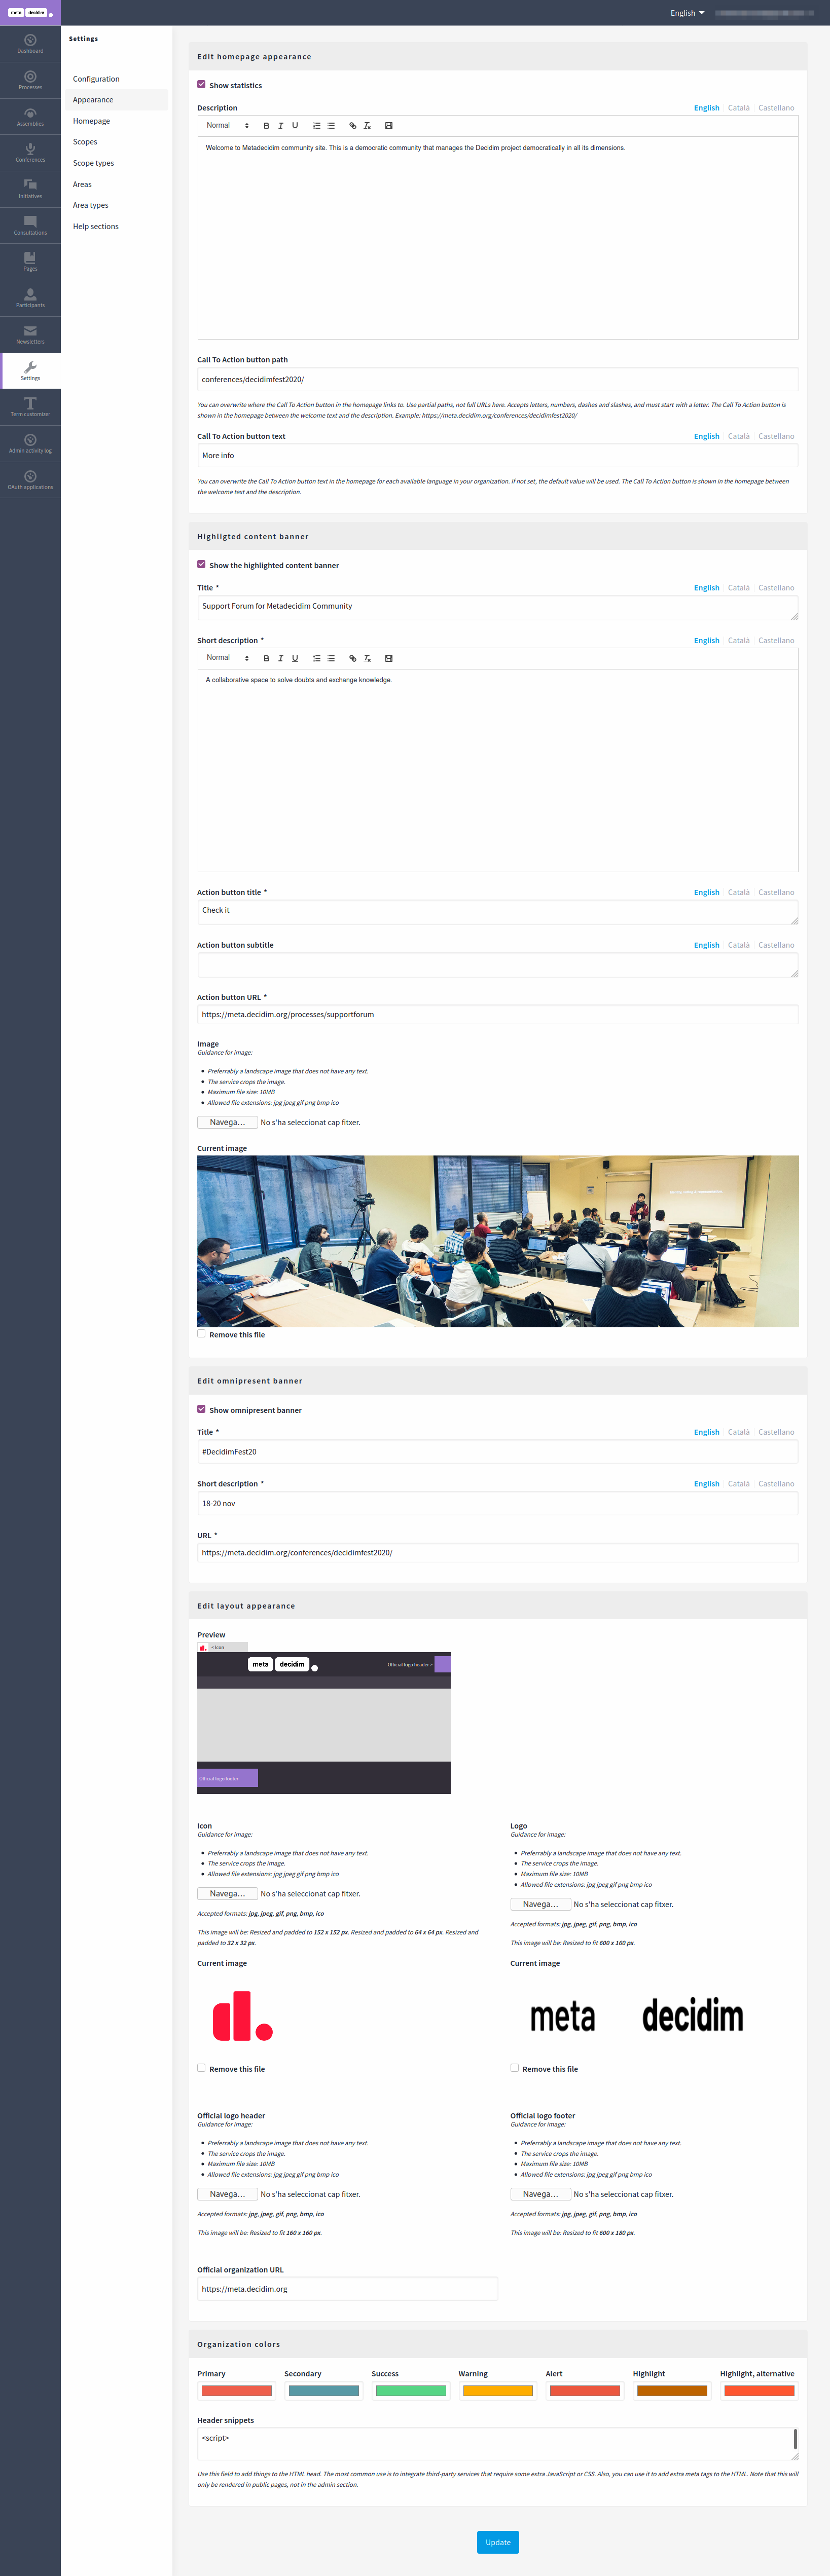 meta decidim
English
Dashboard
Processes
Assemblies
Conferences
Initiatives
Consultations
Pages
Participants
Newsletters
Settings
Term customizer
Admin activity log
OAuth applications
Settings
Configuration
Appearance
Homepage
Scopes
Scope types
Areas
Area types
Help sections
Edit homepage appearance
Show statistics
Description English Català Castellano
Normal B I U
Welcome to Metadecidim community site. This is a democratic community that manages the Decidim project democratically in all its dimensions.
Call To Action button path
conferences/decidimfest2020/
You can overwrite where the Call To Action button in the homepage links to. Use partial paths, not full URLs here. Accepts letters, numbers, dashes and slashes, and must start with a letter. The Call To Action button is
shown in the homepage between the welcome text and the description. Example: https://meta.decidim.org/conferences/decidimfest2020/
Call To Action button text English Català Castellano
More info
You can overwrite the Call To Action button text in the homepage for each available language in your organization. If not set, the default value will be used. The Call To Action button is shown in the homepage between
the welcome text and the description.
Highligted content banner
Show the highlighted content banner
Title * English Català Castellano
Support Forum for Metadecidim Community
Short description * English Català Castellano
Normal B I U
A collaborative space to solve doubts and exchange knowledge.
Action button title * English Català Castellano
Check it
Action button subtitle English Català Castellano
Action button URL *
https://meta.decidim.org/processes/supportforum
Image
Guidance for image:
Preferrably a landscape image that does not have any text.
The service crops the image.
Maximum file size: 10MB
Allowed file extensions: jpg jpeg gif png bmp ico
Navega... No s'ha seleccionat cap fitxer.
Current image
Remove this file
Edit omnipresent banner
Show omnipresent banner
Title * English Català Castellano
#DecidimFest20
Short description * English Català Castellano
18-20 nov
URL *
https://meta.decidim.org/conferences/decidimfest2020/
Edit layout appearance
Preview
< Icon
meta decidim Official logo header >
Official logo footer
Icon
Guidance for image:
Preferrably a landscape image that does not have any text.
The service crops the image.
Allowed file extensions: jpg jpeg gif png bmp ico
Navega... No s'ha seleccionat cap fitxer.
Accepted formats: jpg, jpeg, gif, png, bmp, ico
This image will be: Resized and padded to 152 x 152 px. Resized and padded to 64 x 64 px. Resized and
padded to 32 x 32 px.
Current image
Remove this file
Logo
Guidance for image:
Preferrably a landscape image that does not have any text.
The service crops the image.
Maximum file size: 10MB
Allowed file extensions: jpg jpeg gif png bmp ico
Navega... No s'ha seleccionat cap fitxer.
Accepted formats: jpg, jpeg, gif, png, bmp, ico
This image will be: Resized to fit 600 x 160 px.
Current image
meta decidim
Remove this file
Official logo header
Guidance for image:
Preferrably a landscape image that does not have any text.
The service crops the image.
Maximum file size: 10MB
Allowed file extensions: jpg jpeg gif png bmp ico
Navega... No s'ha seleccionat cap fitxer.
Accepted formats: jpg, jpeg, gif, png, bmp, ico
This image will be: Resized to fit 160 x 160 px.
Official logo footer
Guidance for image:
Preferrably a landscape image that does not have any text.
The service crops the image.
Maximum file size: 10MB
Allowed file extensions: jpg jpeg gif png bmp ico
Navega... No s'ha seleccionat cap fitxer.
Accepted formats: jpg, jpeg, gif, png, bmp, ico
This image will be: Resized to fit 600 x 180 px.
Official organization URL
https://meta.decidim.org
Organization colors
Primary Secondary Success Warning Alert Highlight Highlight, alternative
Header snippets
<script>
Use this field to add things to the HTML head. The most common use is to integrate third-party services that require some extra JavaScript or CSS. Also, you can use it to add extra meta tags to the HTML. Note that this will
only be rendered in public pages, not in the admin section.
Update